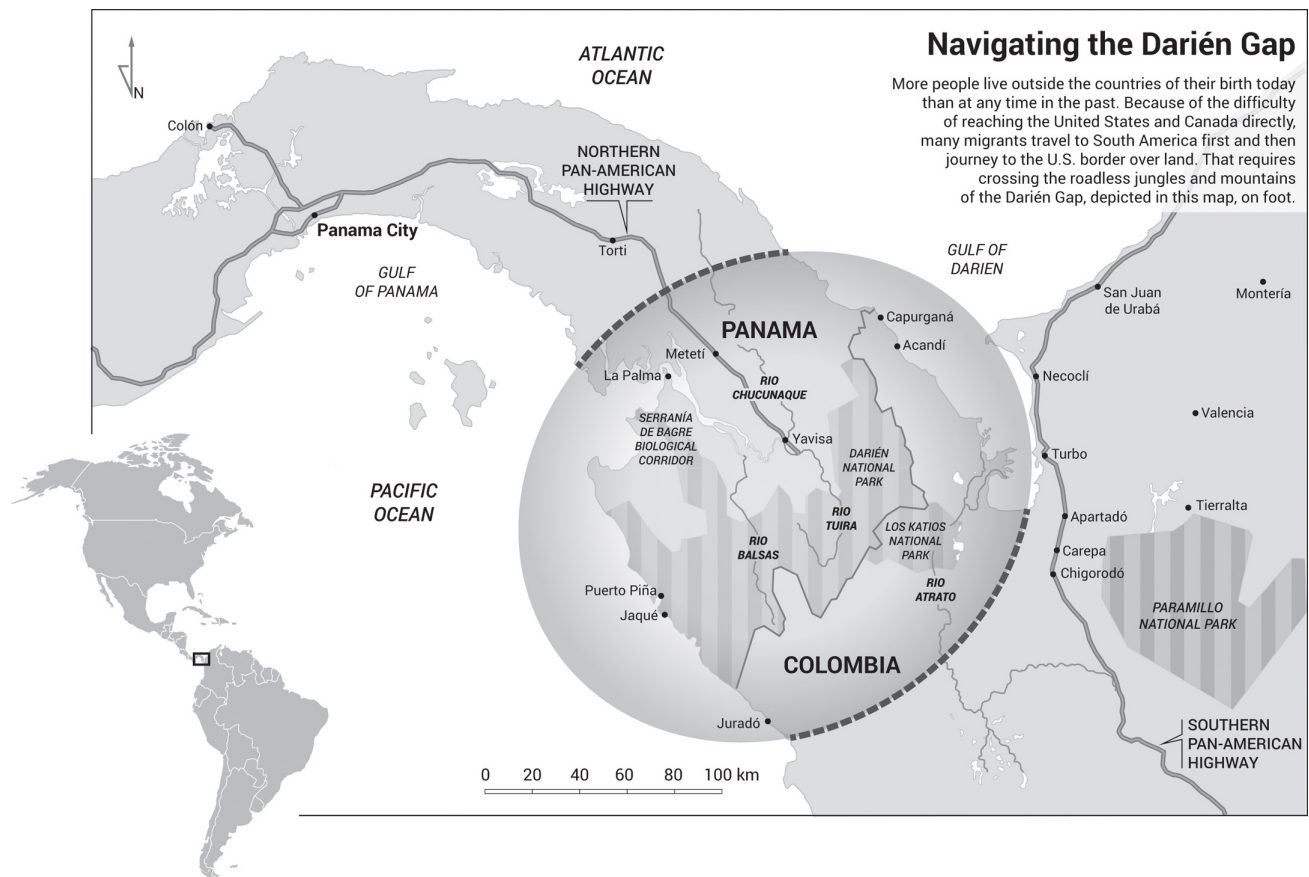 Navigating the Darién Gap
More people live outside the countries of their birth today
than at any time in the past. Because of the difficulty
of reaching the United States and Canada directly,
many migrants travel to South America first and then
journey to the U.S. border over land. That requires
crossing the roadless jungles and mountains
of the Darién Gap, depicted in this map, on foot.
ATLANTIC
OCEAN
N
Colón
NORTHERN
PAN-AMERICAN
HIGHWAY
Panama City
Torti
GULF
OF PANAMA
GULF OF
DARIEN
San Juan
de Urabá
Montería
PANAMA
Capurganá
Acandí
Metetí
La Palma
RIO
CHUCUNAQUE
Necoclí
Valencia
SERRANÍA
DE BAGRE
BIOLOGICAL
CORRIDOR
Yavisa
DARIÉN
NATIONAL
PARK
Turbo
PACIFIC
OCEAN
RIO
TUIRA
LOS KATIOS
NATIONAL
PARK
Apartadó
Tierralta
RIO
BALSAS
Carepa
Chigorodó
RIO
ATRATO
Puerto Piña
Jaqué
PARAMILLO
NATIONAL PARK
COLOMBIA
Juradó
SOUTHERN
PAN-AMERICAN
HIGHWAY
0 20 40 60 80 100 km